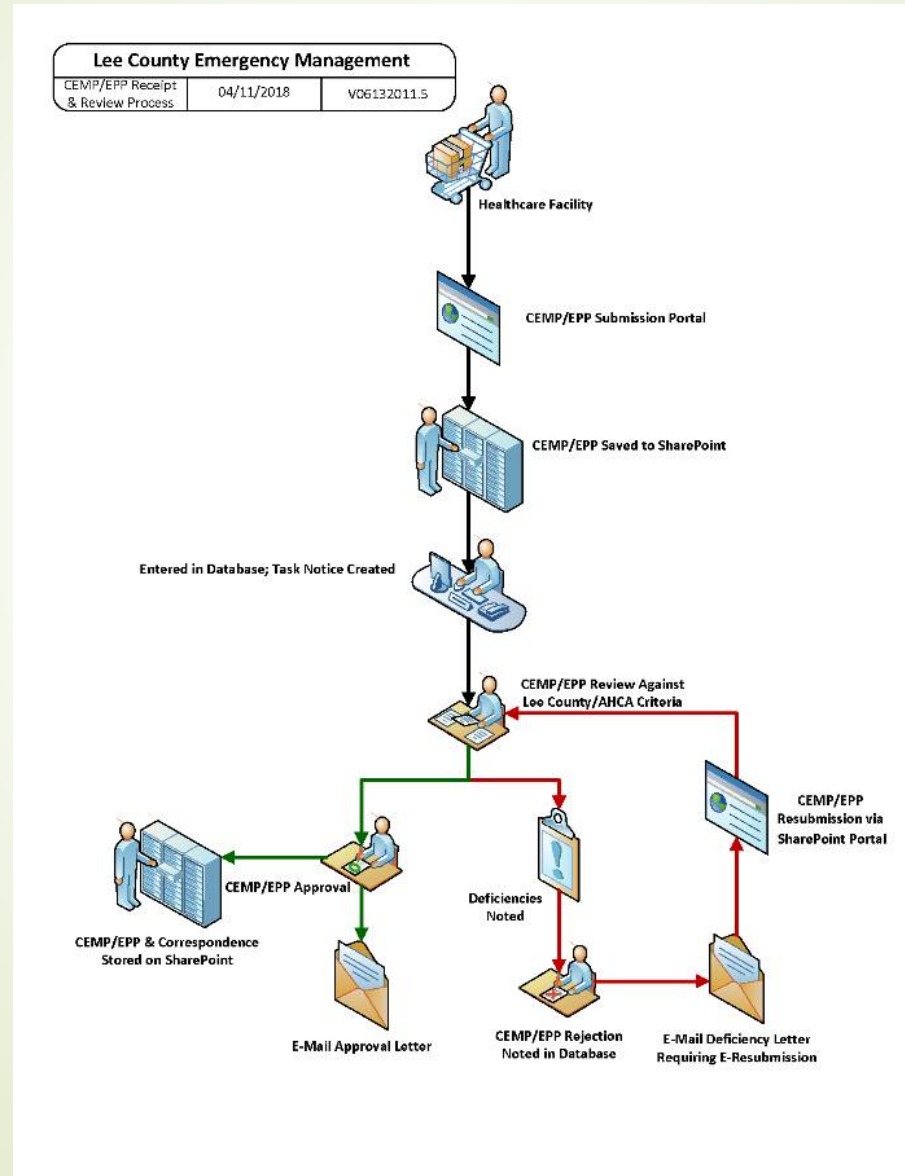 Lee County Emergency Management
CEMP/EPP Receipt
& Review Process
04/11/2018
V06132011.5
Healthcare Facility
CEMP/EPP Submission Portal
CEMP/EPP Saved to SharePoint
Entered in Database; Task Notice Created
CEMP/EPP Review Against
Lee County/AHCA Criteria
CEMP/EPP
Resubmission via
SharePoint Portal
CEMP/EPP Approval
Deficiencies
Noted
CEMP/EPP & Correspondence
Stored on SharePoint
E-Mail Approval Letter
CEMP/EPP Rejection
Noted in Database
E-Mail Deficiency Letter
Requiring E-Resubmission